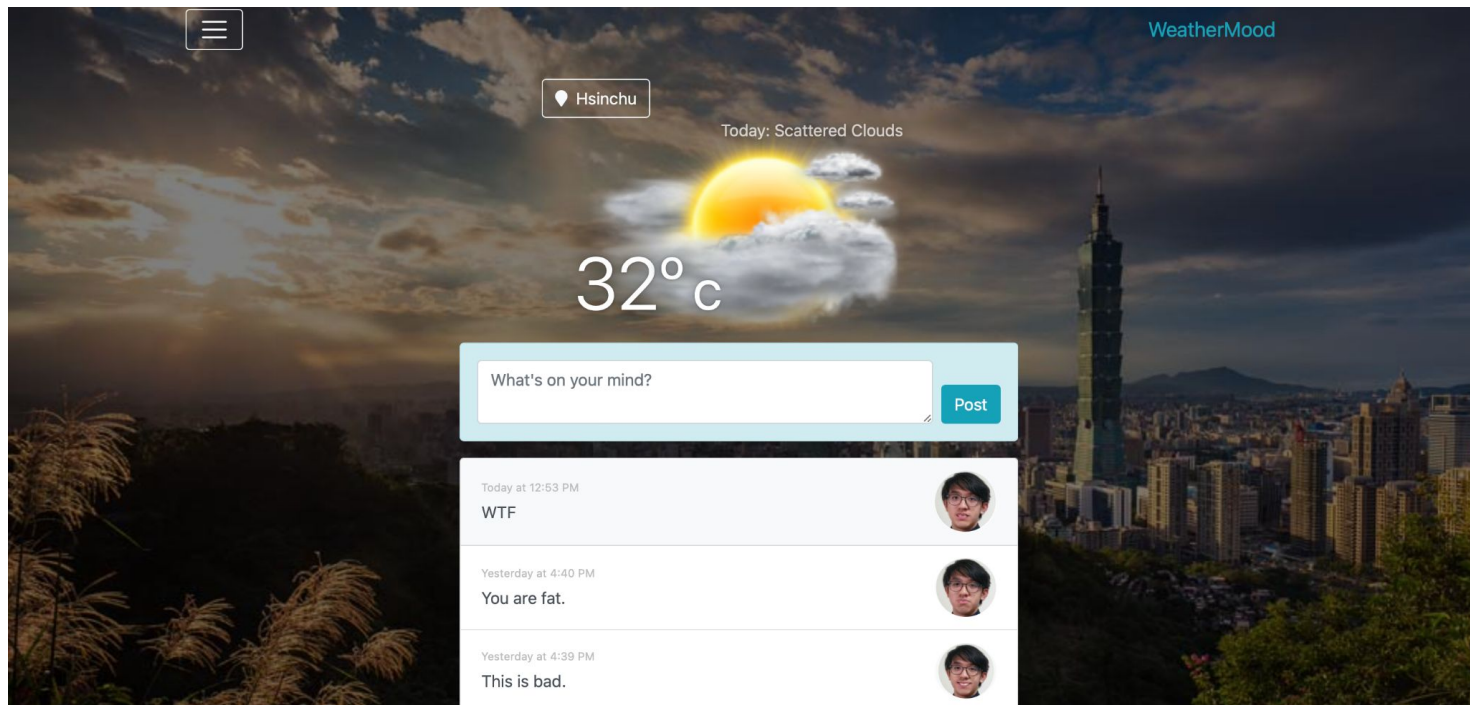 WeatherMood
Hsinchu
Today: Scattered Clouds
32°c
What's on your mind?
Post
Today at 12:53 PM
WTF
Yesterday at 4:40 PM
You are fat.
Yesterday at 4:39 PM
This is bad.